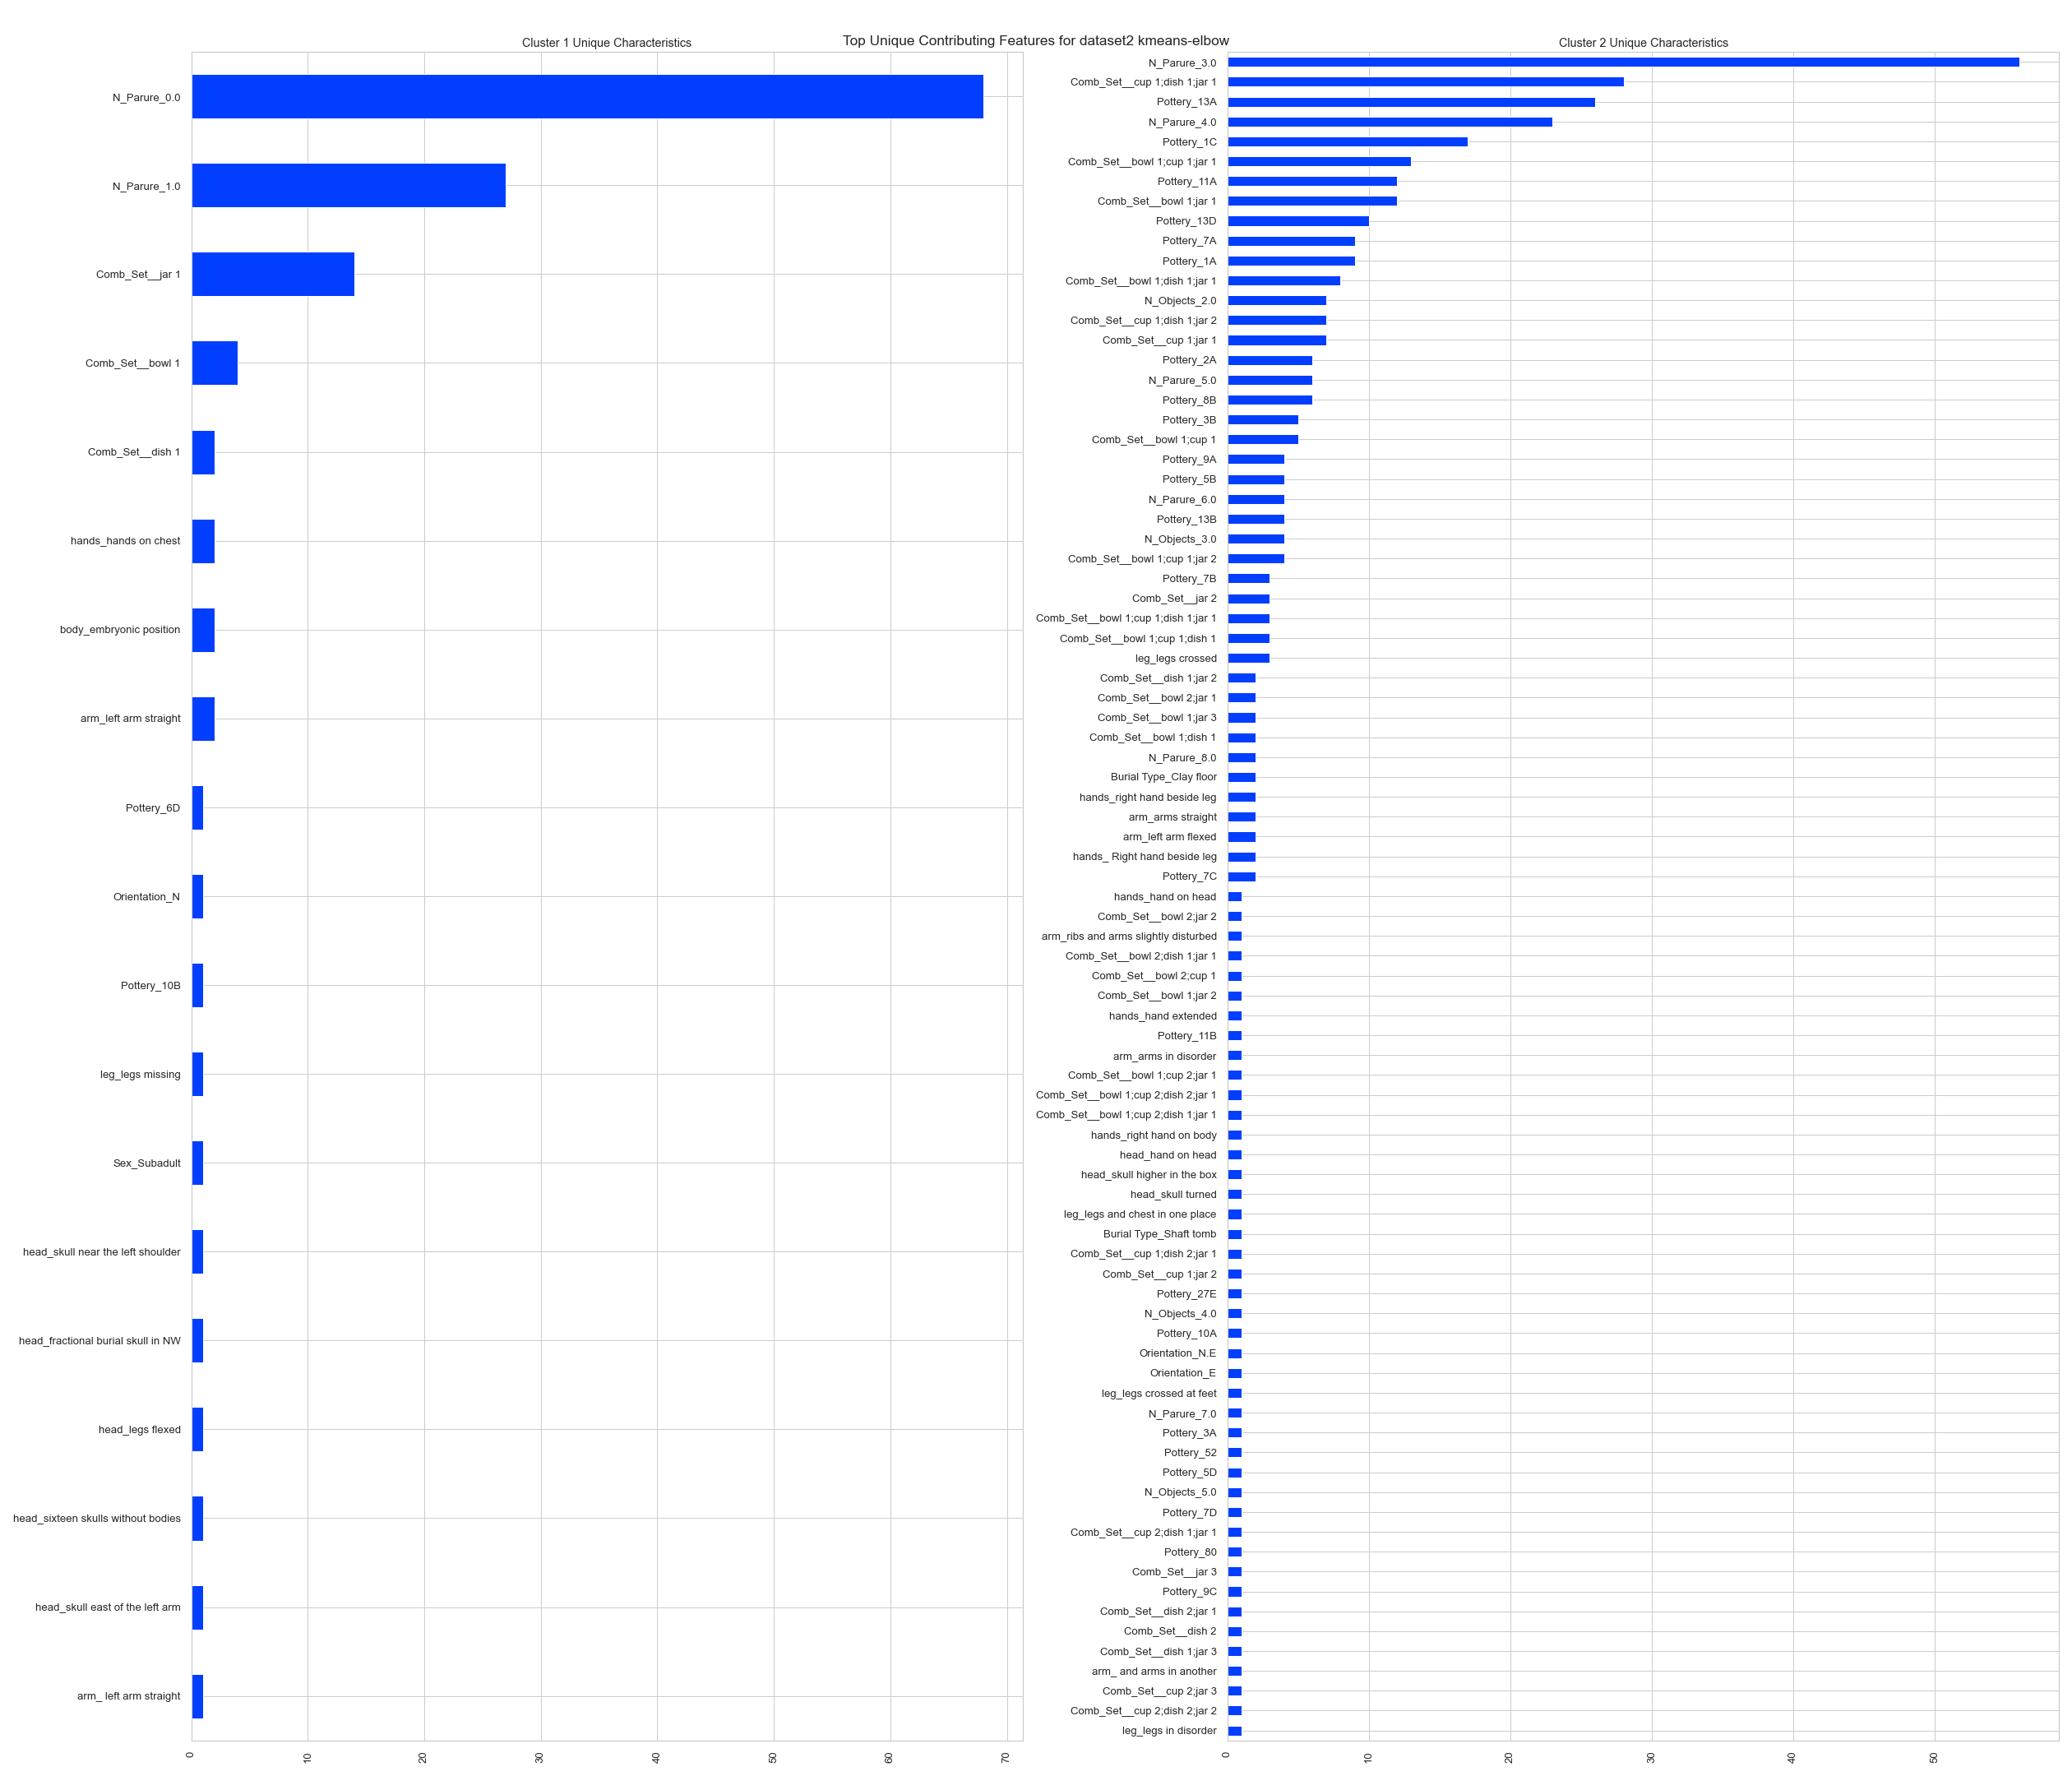 Top Unique Contributing Features for dataset2 kmeans-elbow
Cluster 1 Unique Characteristics
N_Parure_0.0
N_Parure_1.0
Comb_Set__jar 1
Comb_Set__bowl 1
Comb_Set__dish 1
hands_hands on chest
body_embryonic position
arm_left arm straight
Pottery_6D
Orientation_N
Pottery_10B
leg_legs missing
Sex_Subadult
head_skull near the left shoulder
head_fractional burial skull in NW
head_legs flexed
head_sixteen skulls without bodies
head_skull east of the left arm
arm_ left arm straight
0 10 20 30 40 50 60 70
Cluster 2 Unique Characteristics
N_Parure_3.0
Comb_Set__cup 1;dish 1;jar 1
Pottery_13A
N_Parure_4.0
Pottery_1C
Comb_Set__bowl 1;cup 1;jar 1
Pottery_11A
Comb_Set__bowl 1;jar 1
Pottery_13D
Pottery_7A
Pottery_1A
Comb_Set__bowl 1;dish 1;jar 1
N_Objects_2.0
Comb_Set__cup 1;dish 1;jar 2
Comb_Set__cup 1;jar 1
Pottery_2A
N_Parure_5.0
Pottery_8B
Pottery_3B
Comb_Set__bowl 1;cup 1
Pottery_9A
Pottery_5B
N_Parure_6.0
Pottery_13B
N_Objects_3.0
Comb_Set__bowl 1;cup 1;jar 2
Pottery_7B
Comb_Set__jar 2
Comb_Set__bowl 1;cup 1;dish 1;jar 1
Comb_Set__bowl 1;cup 1;dish 1
leg_legs crossed
Comb_Set__dish 1;jar 2
Comb_Set__bowl 2;jar 1
Comb_Set__bowl 1;jar 3
Comb_Set__bowl 1;dish 1
N_Parure_8.0
Burial Type_Clay floor
hands_right hand beside leg
arm_arms straight
arm_left arm flexed
hands_ Right hand beside leg
Pottery_7C
hands_hand on head
Comb_Set__bowl 2;jar 2
arm_ribs and arms slightly disturbed
Comb_Set__bowl 2;dish 1;jar 1
Comb_Set__bowl 2;cup 1
Comb_Set__bowl 1;jar 2
hands_hand extended
Pottery_11B
arm_arms in disorder
Comb_Set__bowl 1;cup 2;jar 1
Comb_Set__bowl 1;cup 2;dish 2;jar 1
Comb_Set__bowl 1;cup 2;dish 1;jar 1
hands_right hand on body
head_hand on head
head_skull higher in the box
head_skull turned
leg_legs and chest in one place
Burial Type_Shaft tomb
Comb_Set__cup 1;dish 2;jar 1
Comb_Set__cup 1;jar 2
Pottery_27E
N_Objects_4.0
Pottery_10A
Orientation_N.E
Orientation_E
leg_legs crossed at feet
N_Parure_7.0
Pottery_3A
Pottery_52
Pottery_5D
N_Objects_5.0
Pottery_7D
Comb_Set__cup 2;dish 1;jar 1
Pottery_80
Comb_Set__jar 3
Pottery_9C
Comb_Set__dish 2;jar 1
Comb_Set__dish 2
Comb_Set__dish 1;jar 3
arm_ and arms in another
Comb_Set__cup 2;jar 3
Comb_Set__cup 2;dish 2;jar 2
leg_legs in disorder
0 10 20 30 40 50